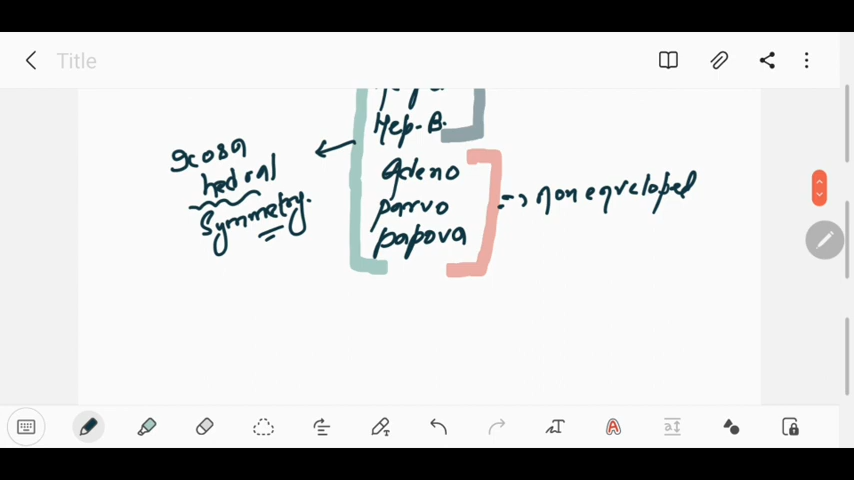 Title
Hep-B.
Icosa
hedral
Symmetry.
Adeno
parvo
papova
non enveloped